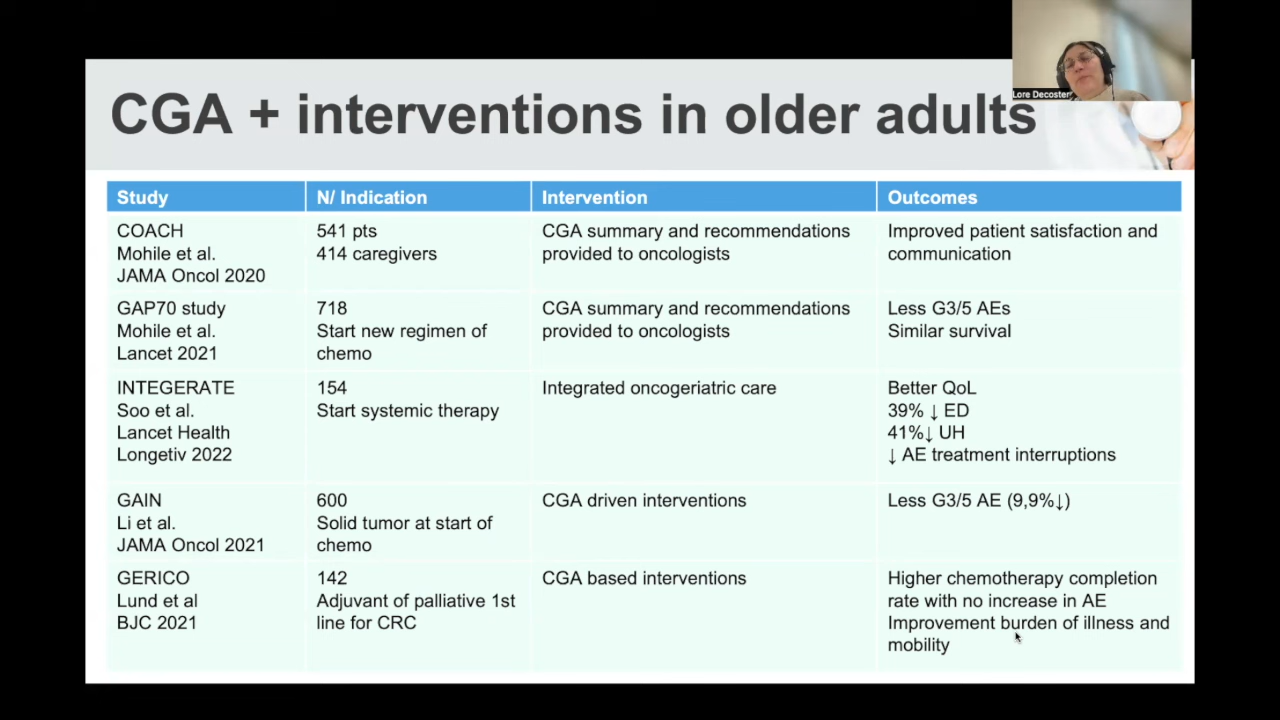 CGA + interventions in older adults
Lore Decoster
Study
N/ Indication
Intervention
Outcomes
COACH
Mohile et al.
JAMA Oncol 2020
541 pts
414 caregivers
CGA summary and recommendations
provided to oncologists
Improved patient satisfaction and
communication
GAP70 study
Mohile et al.
Lancet 2021
718
Start new regimen of
chemo
CGA summary and recommendations
provided to oncologists
Less G3/5 AEs
Similar survival
INTEGERATE
Soo et al.
Lancet Health
Longetiv 2022
154
Start systemic therapy
Integrated oncogeriatric care
Better QoL
39% ↓ ED
41%↓ UH
↓ AE treatment interruptions
GAIN
Li et al.
JAMA Oncol 2021
600
Solid tumor at start of
chemo
CGA driven interventions
Less G3/5 AE (9,9%↓)
GERICO
Lund et al
BJC 2021
142
Adjuvant of palliative 1st
line for CRC
CGA based interventions
Higher chemotherapy completion
rate with no increase in AE
Improvement burden of illness and
mobility